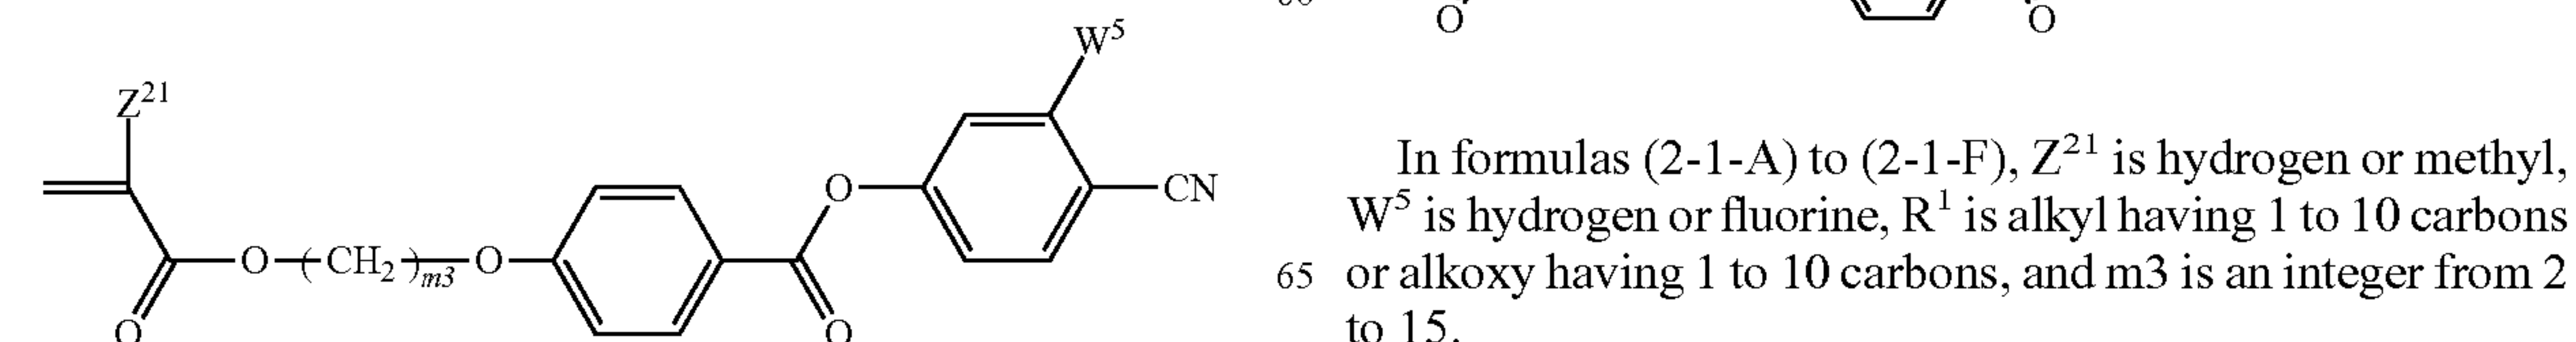 W⁵
Z²¹
O CN
O (CH₂)m3 O
O O
O O
In formulas (2-1-A) to (2-1-F), Z²¹ is hydrogen or methyl,
W⁵ is hydrogen or fluorine, R¹ is alkyl having 1 to 10 carbons
65 or alkoxy having 1 to 10 carbons, and m3 is an integer from 2
to 15.